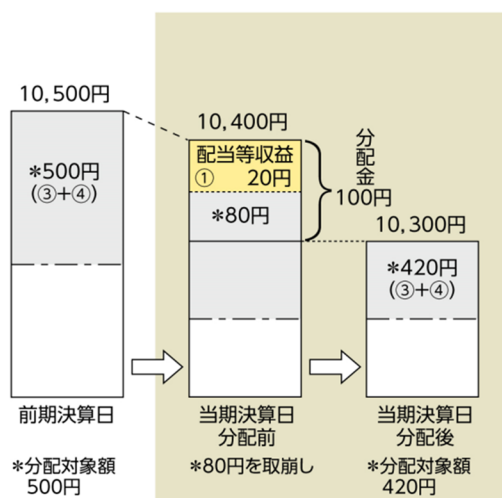 10,500円
*500円
(③+④)
前期決算日
*分配対象額
500円
10,400円
配当等収益
① 20円
*80円
分配金
100円
当期決算日
分配前
*80円を取崩し
10,300円
*420円
(③+④)
当期決算日
分配後
*分配対象額
420円